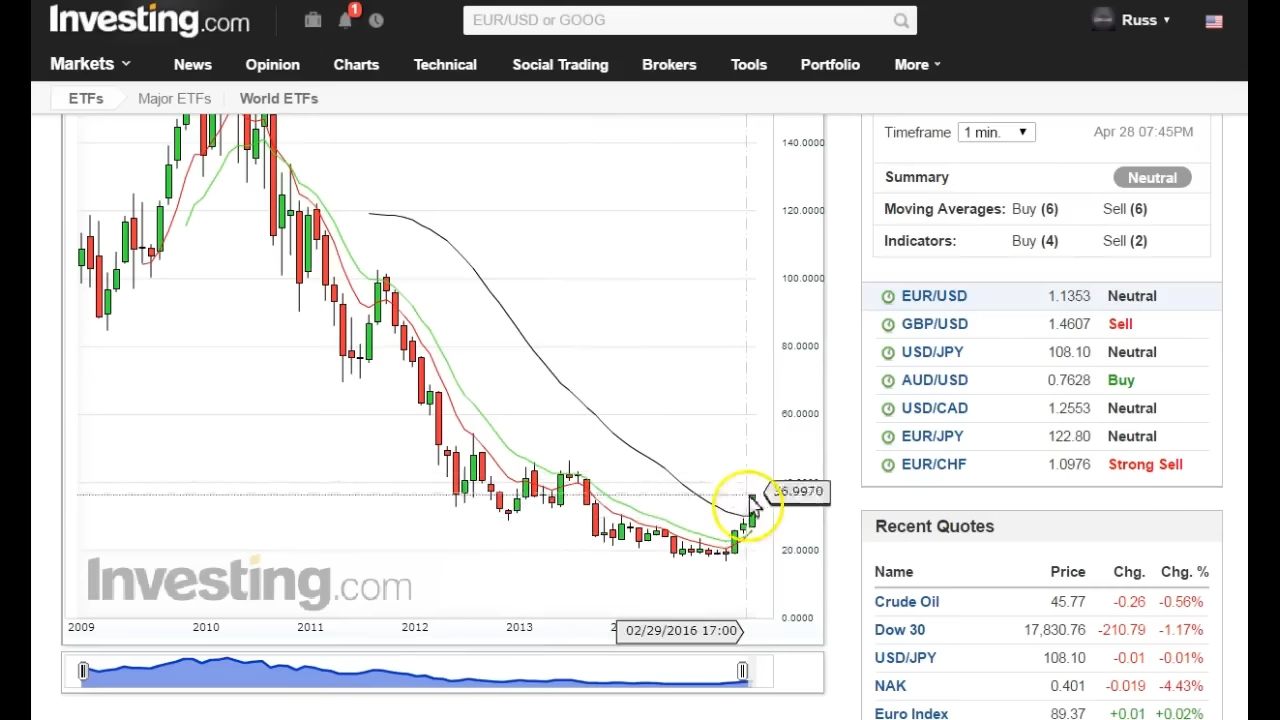 Investing.com
1
EUR/USD or GOOG
Russ
Markets News Opinion Charts Technical Social Trading Brokers Tools Portfolio More
ETFs Major ETFs World ETFs
Timeframe 1 min. Apr 28 07:45PM
Summary Neutral
Moving Averages: Buy (6) Sell (6)
Indicators: Buy (4) Sell (2)
EUR/USD 1.1353 Neutral
GBP/USD 1.4607 Sell
USD/JPY 108.10 Neutral
AUD/USD 0.7628 Buy
USD/CAD 1.2553 Neutral
EUR/JPY 122.80 Neutral
EUR/CHF 1.0976 Strong Sell
Recent Quotes
Name Price Chg. Chg. %
Crude Oil 45.77 -0.26 -0.56%
Dow 30 17,830.76 -210.79 -1.17%
USD/JPY 108.10 -0.01 -0.01%
NAK 0.401 -0.019 -4.43%
Euro Index 89.37 +0.01 +0.02%
140.0000
120.0000
100.0000
80.0000
60.0000
20.0000
0.0000
Investing.com
2009 2010 2011 2012 2013
02/29/2016 17:00